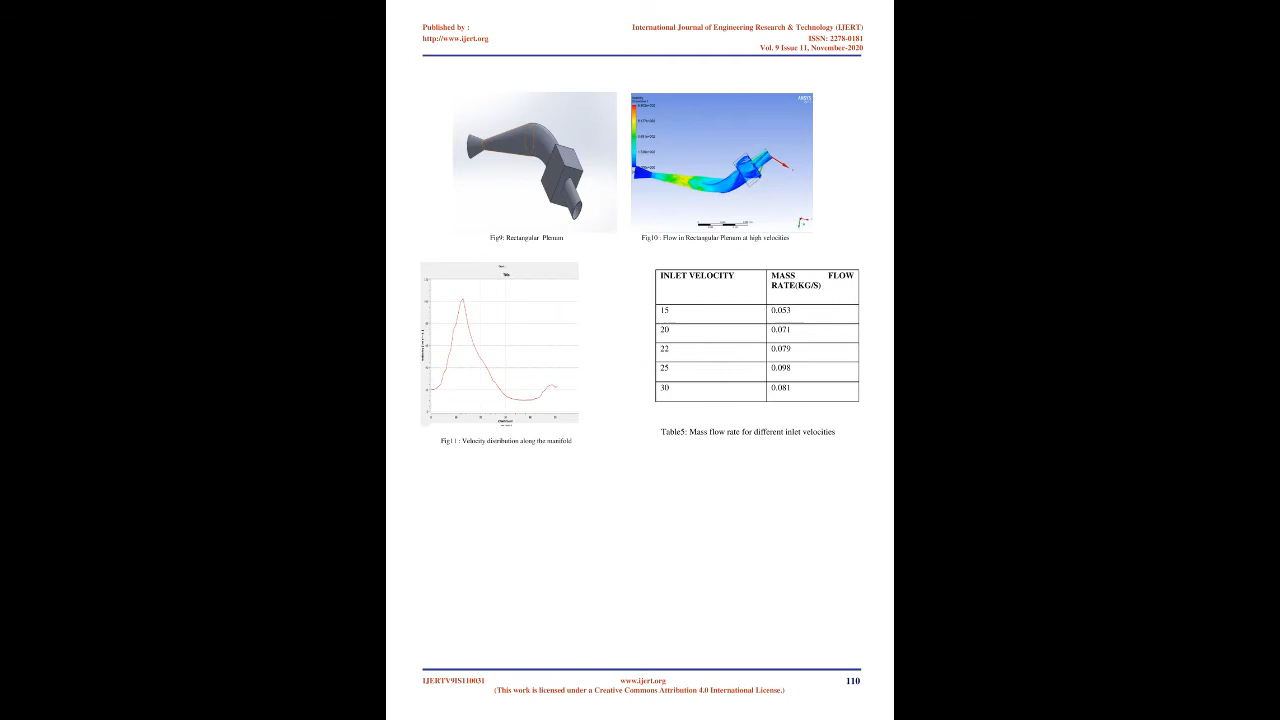 Published by :
http://www.ijert.org
International Journal of Engineering Research & Technology (IJERT)
ISSN: 2278-0181
Vol. 9 Issue 11, November-2020
ANSYS
Fig9: Rectangular Plenum
Fig10 : Flow in Rectangular Plenum at high velocities
Title
Fig11 : Velocity distribution along the manifold
INLET VELOCITY
MASS FLOW
RATE(KG/S)
15 0.053
20 0.071
22 0.079
25 0.098
30 0.081
Table5: Mass flow rate for different inlet velocities
IJERTV9IS110031
www.ijert.org
110
(This work is licensed under a Creative Commons Attribution 4.0 International License.)